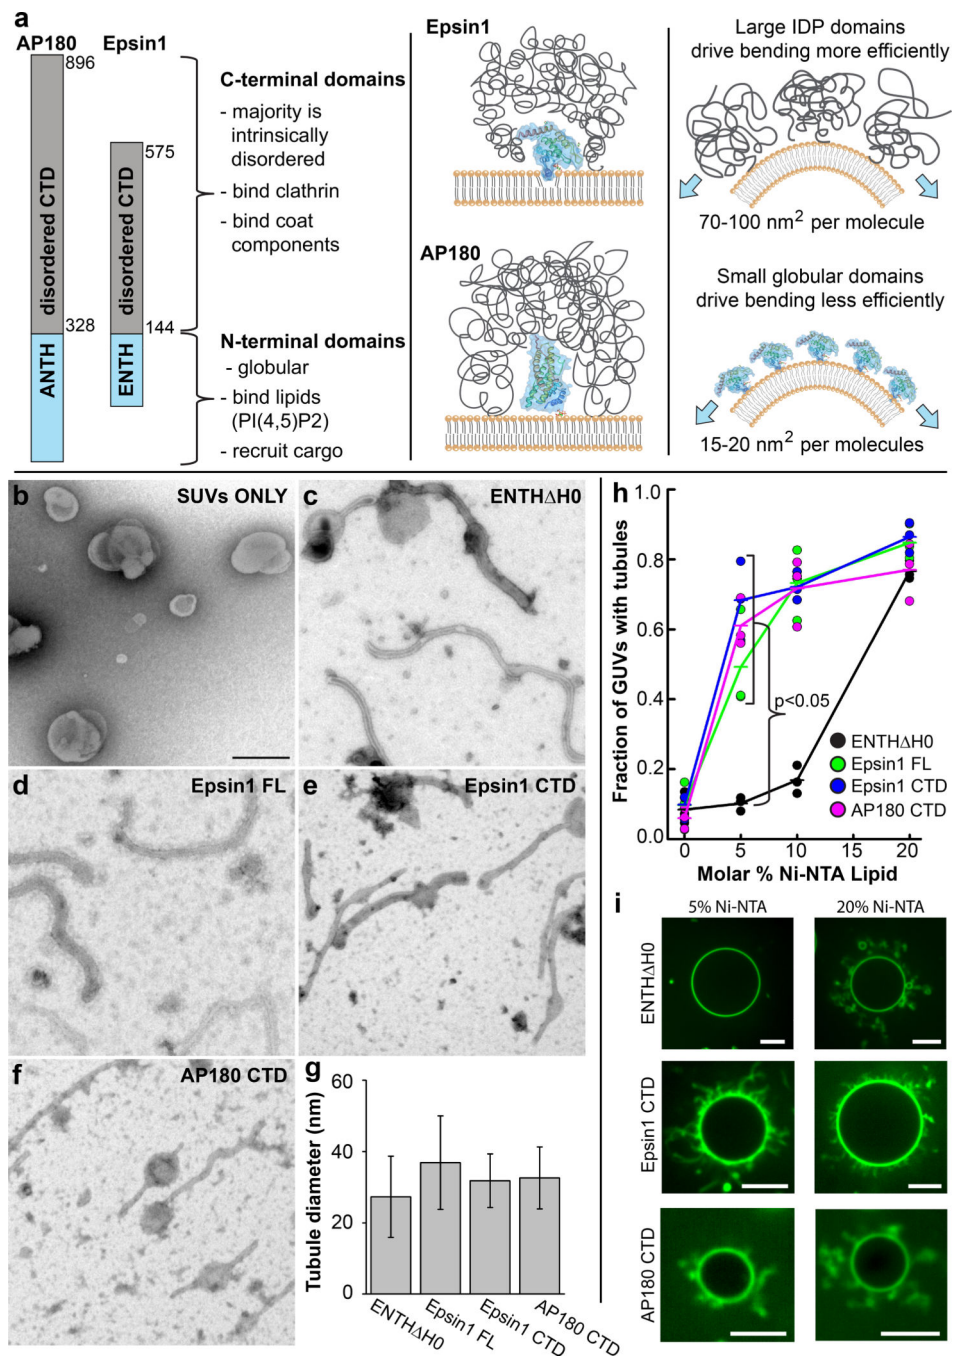 a
AP180 Epsin1
896
575
disordered CTD
disordered CTD
328
144
ANTH
ENTH
C-terminal domains
- majority is
intrinsically
disordered
- bind clathrin
- bind coat
components
N-terminal domains
- globular
- bind lipids
(PI(4,5)P2)
- recruit cargo
Epsin1
AP180
Large IDP domains
drive bending more efficiently
70-100 nm² per molecule
Small globular domains
drive bending less efficiently
15-20 nm² per molecules
b SUVs ONLY
c ENTHΔH0
d Epsin1 FL
e Epsin1 CTD
f AP180 CTD
g
Tubule diameter (nm)
60
40
20
0
ENTHΔH0
Epsin1 FL
Epsin1 CTD
AP180 CTD
h
Fraction of GUVs with tubules
1.0
0.8
0.6
0.4
0.2
0.0
p<0.05
ENTHΔH0
Epsin1 FL
Epsin1 CTD
AP180 CTD
0 5 10 15 20
Molar % Ni-NTA Lipid
i
5% Ni-NTA 20% Ni-NTA
ENTHΔH0
Epsin1 CTD
AP180 CTD